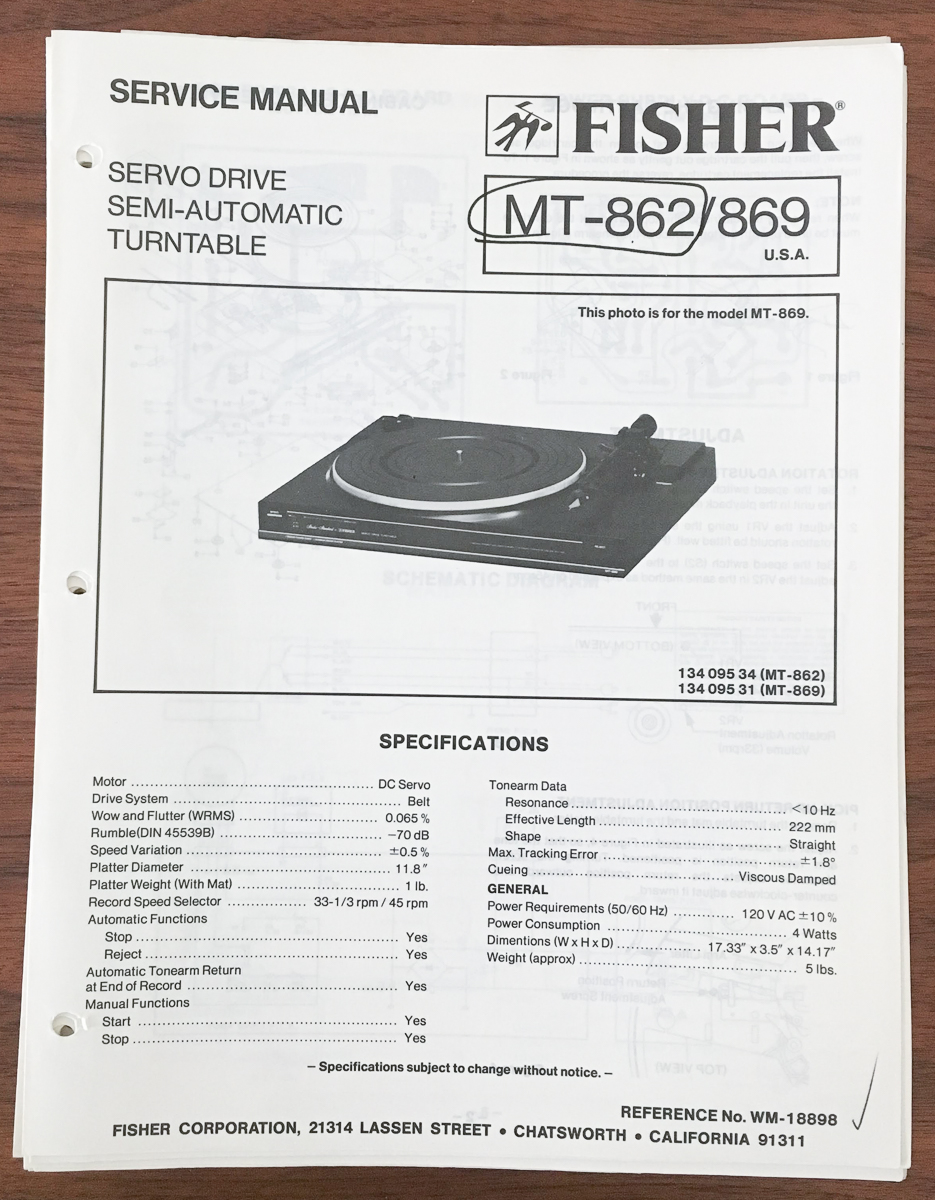 SERVICE MANUAL
FISHER®
SERVO DRIVE
SEMI-AUTOMATIC
TURNTABLE
MT-862/869
U.S.A.
This photo is for the model MT-869.
134 095 34 (MT-862)
134 095 31 (MT-869)
SPECIFICATIONS
Motor ........ DC Servo
Drive System ........ Belt
Wow and Flutter (WRMS) ........ 0.065 %
Rumble(DIN 45539B) ........ −70 dB
Speed Variation ........ ±0.5 %
Platter Diameter ........ 11.8″
Platter Weight (With Mat) ........ 1 lb.
Record Speed Selector ........ 33-1/3 rpm / 45 rpm
Automatic Functions
Stop ........ Yes
Reject ........ Yes
Automatic Tonearm Return
at End of Record ........ Yes
Manual Functions
Start ........ Yes
Stop ........ Yes
Tonearm Data
Resonance ........ <10 Hz
Effective Length ........ 222 mm
Shape ........ Straight
Max. Tracking Error ........ ±1.8°
Cueing ........ Viscous Damped
GENERAL
Power Requirements (50/60 Hz) ........ 120 V AC ±10 %
Power Consumption ........ 4 Watts
Dimentions (W x H x D) ........ 17.33″ x 3.5″ x 14.17″
Weight (approx) ........ 5 lbs.
– Specifications subject to change without notice. –
REFERENCE No. WM-18898
FISHER CORPORATION, 21314 LASSEN STREET • CHATSWORTH • CALIFORNIA 91311